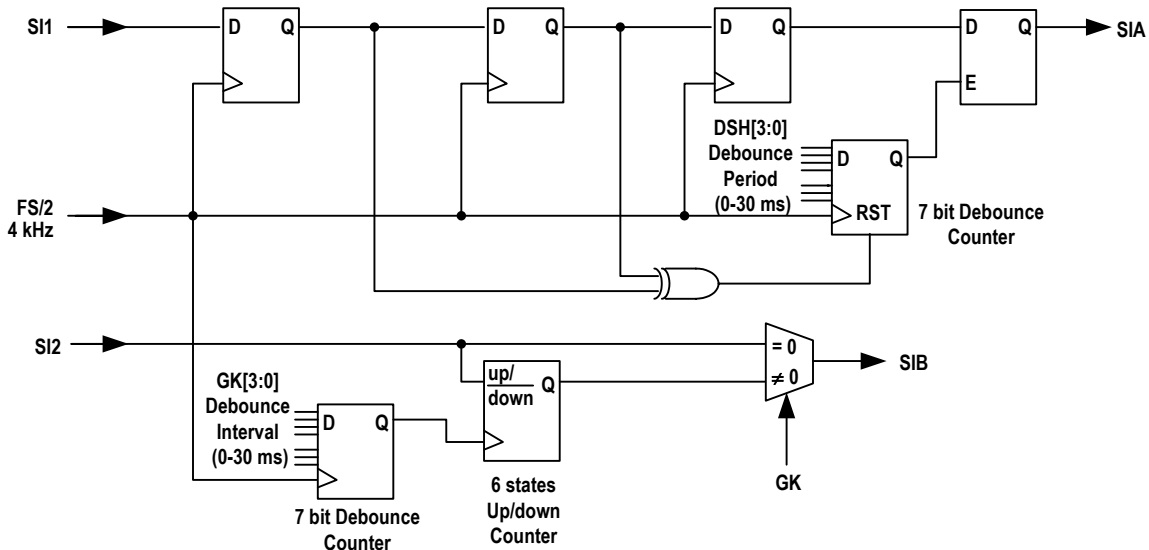 SI1
D Q
D Q
D Q
D Q
E
SIA
DSH[3:0]
Debounce
Period
(0-30 ms)
D Q
RST
7 bit Debounce
Counter
FS/2
4 kHz
SI2
GK[3:0]
Debounce
Interval
(0-30 ms)
D Q
7 bit Debounce
Counter
up/
down
Q
6 states
Up/down
Counter
= 0
≠ 0
SIB
GK